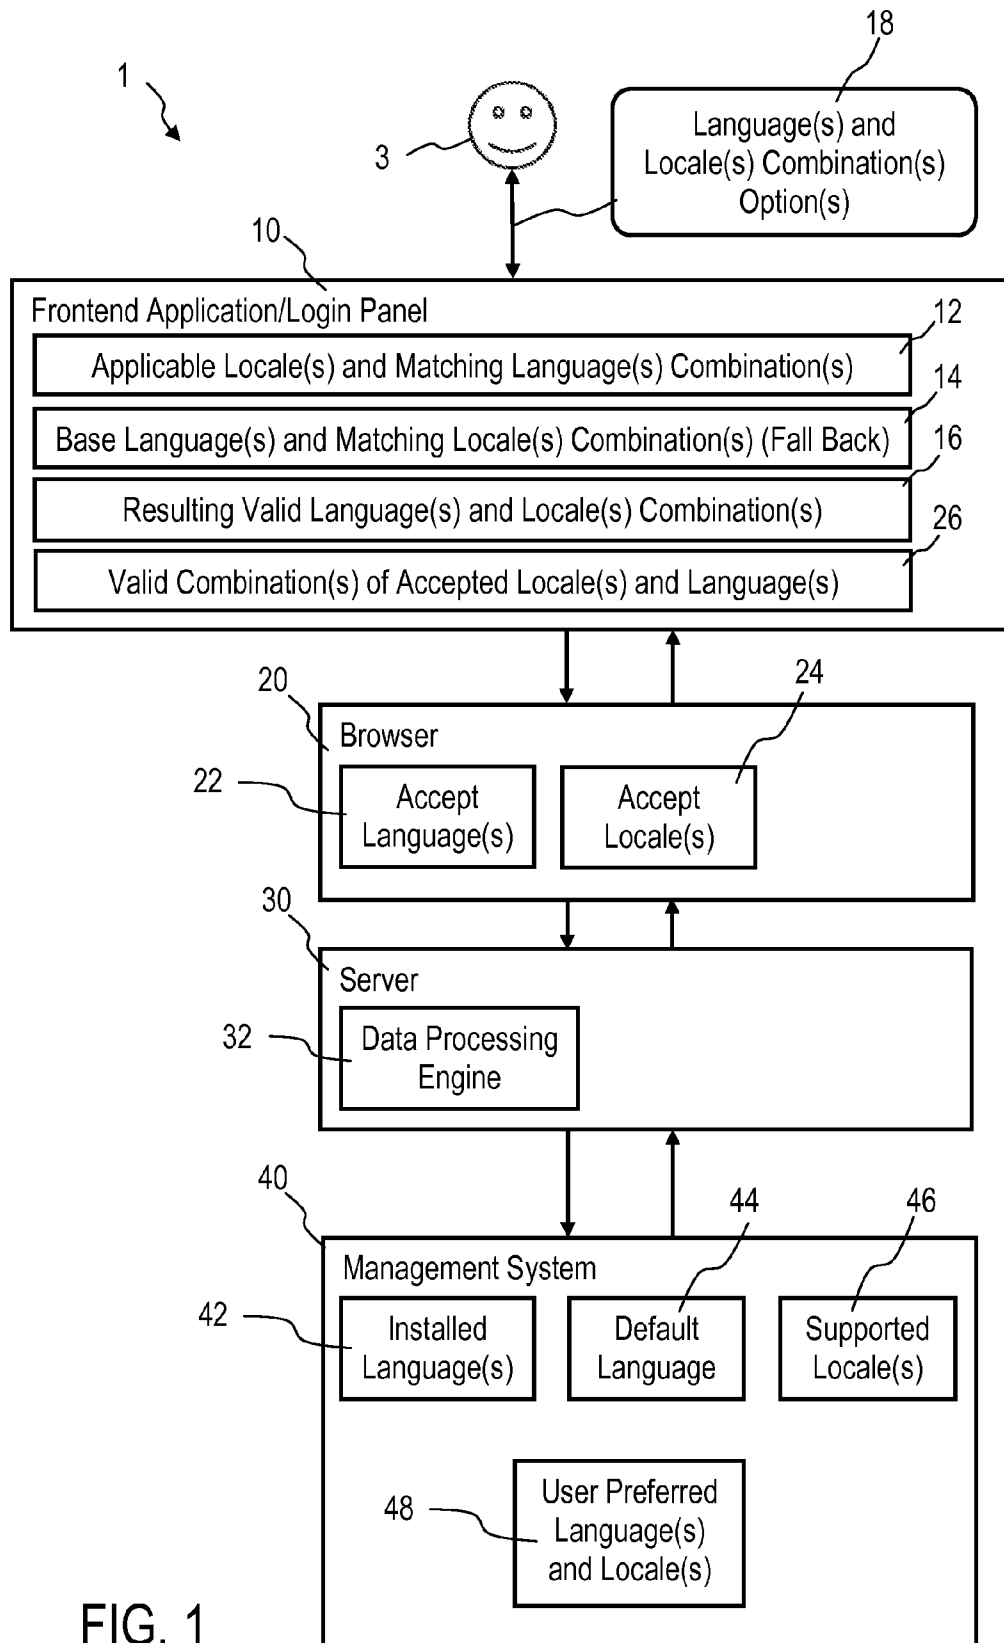 18
1
Language(s) and
Locale(s) Combination(s)
Option(s)
3
10
Frontend Application/Login Panel
12
Applicable Locale(s) and Matching Language(s) Combination(s)
14
Base Language(s) and Matching Locale(s) Combination(s) (Fall Back)
16
Resulting Valid Language(s) and Locale(s) Combination(s)
26
Valid Combination(s) of Accepted Locale(s) and Language(s)
20
24
Browser
22
Accept
Language(s)
Accept
Locale(s)
30
Server
32
Data Processing
Engine
40
44
46
Management System
42
Installed
Language(s)
Default
Language
Supported
Locale(s)
48
User Preferred
Language(s)
and Locale(s)
FIG. 1